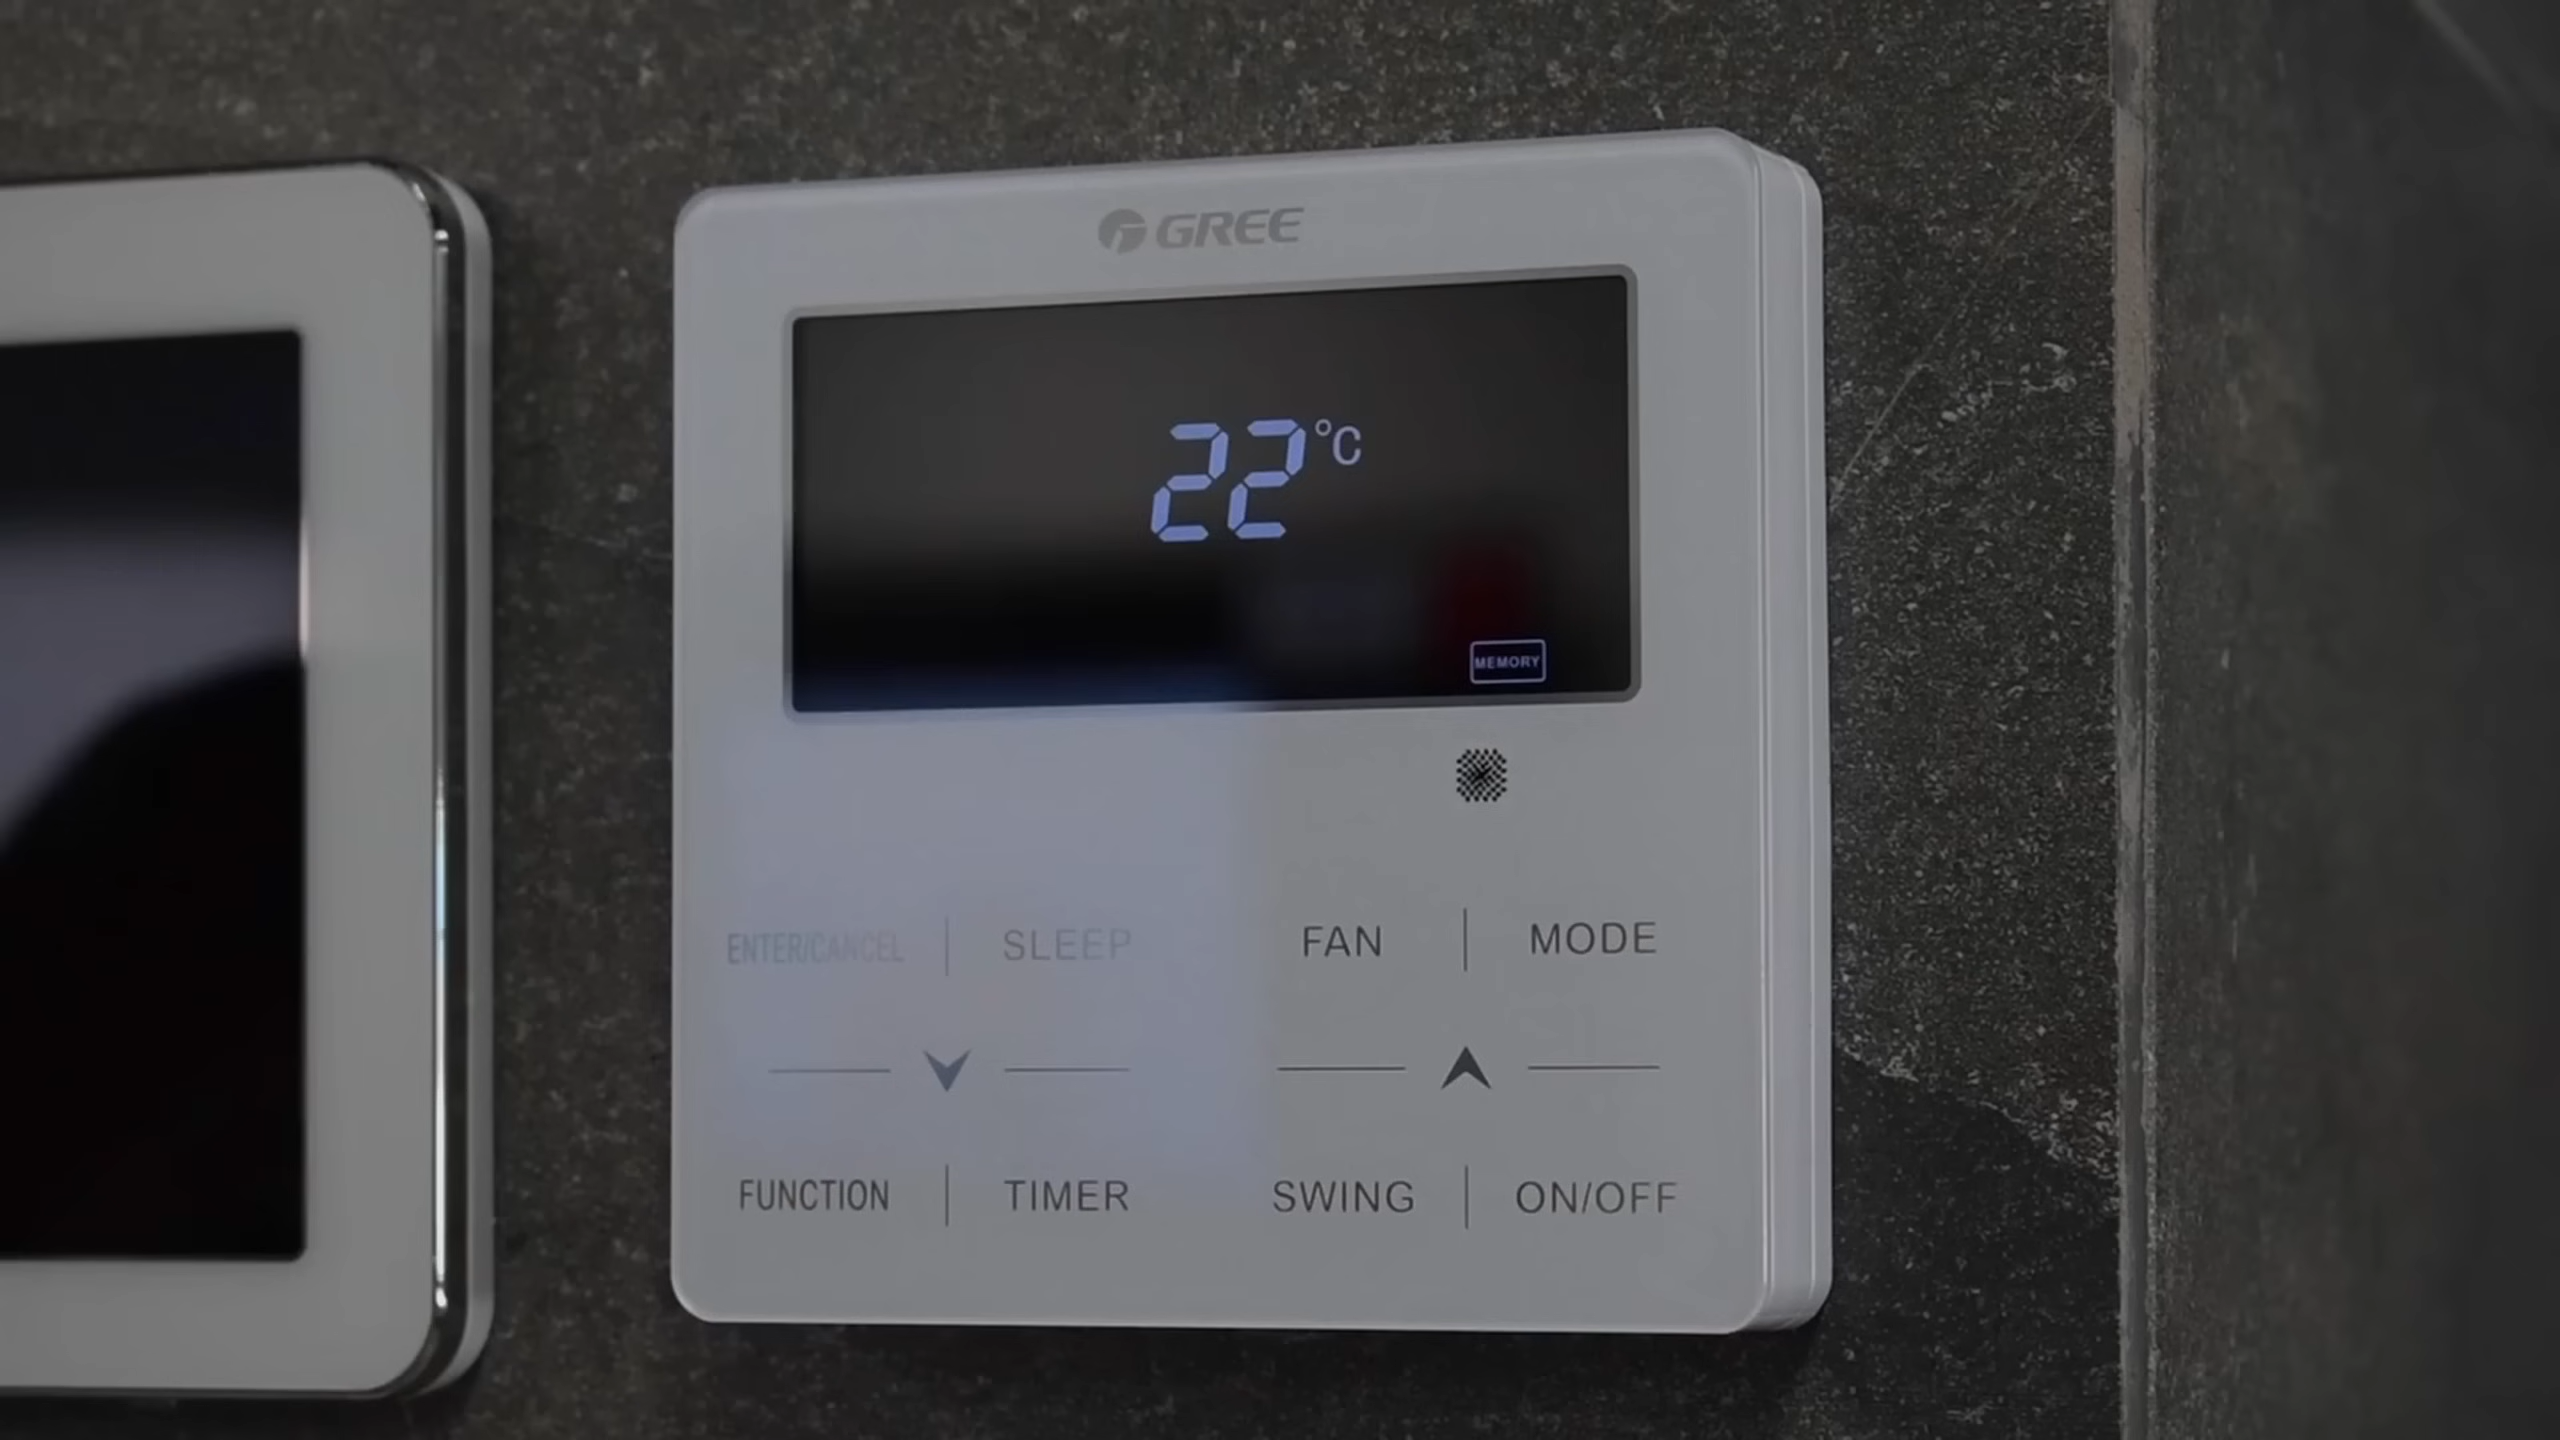 GREE
22°C
MEMORY
ENTER/CANCEL | SLEEP
FAN | MODE
FUNCTION | TIMER
SWING | ON/OFF